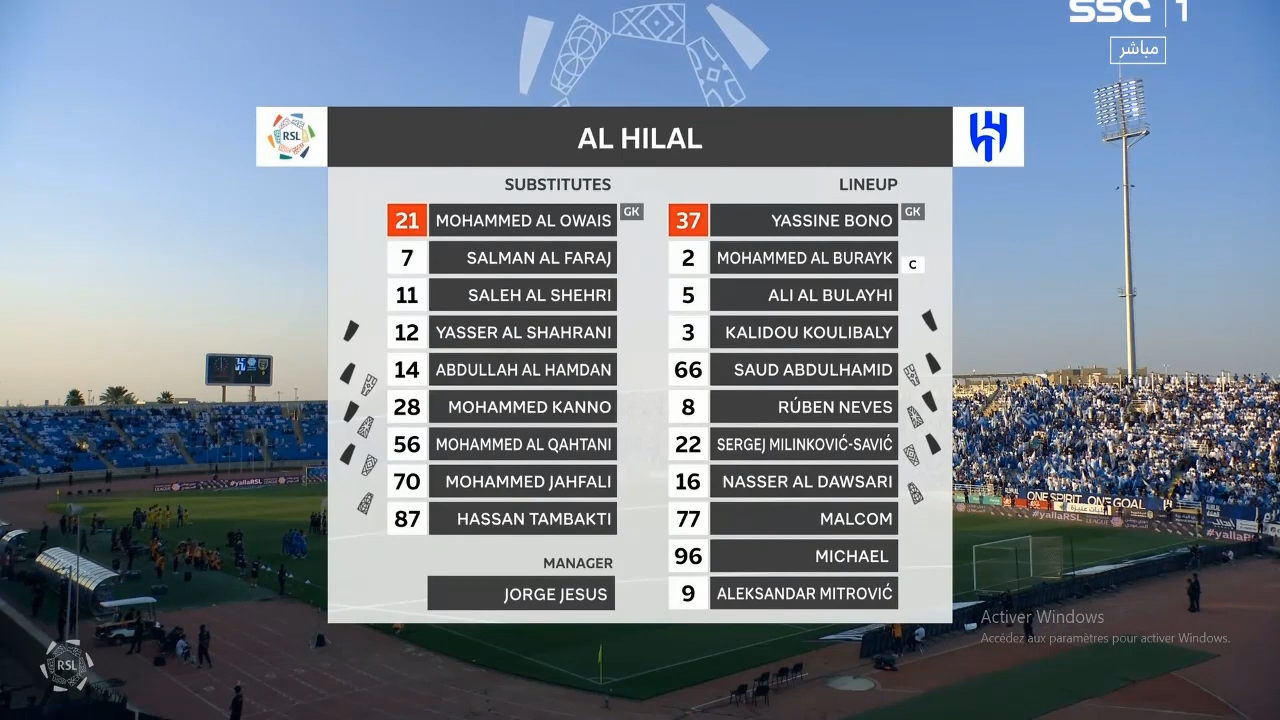 SSC 1
مباشر
RSL
AL HILAL
SUBSTITUTES
21 MOHAMMED AL OWAIS GK
7 SALMAN AL FARAJ
11 SALEH AL SHEHRI
12 YASSER AL SHAHRANI
14 ABDULLAH AL HAMDAN
28 MOHAMMED KANNO
56 MOHAMMED AL QAHTANI
70 MOHAMMED JAHFALI
87 HASSAN TAMBAKTI
MANAGER
JORGE JESUS
LINEUP
37 YASSINE BONO GK
2 MOHAMMED AL BURAYK C
5 ALI AL BULAYHI
3 KALIDOU KOULIBALY
66 SAUD ABDULHAMID
8 RÚBEN NEVES
22 SERGEJ MILINKOVIĆ-SAVIĆ
16 NASSER AL DAWSARI
77 MALCOM
96 MICHAEL
9 ALEKSANDAR MITROVIĆ
#yallaRSL
ONE SPIRIT ONE GOAL
#yallaRSL
#yallaRSL
Activer Windows
Accédez aux paramètres pour activer Windows.
RSL